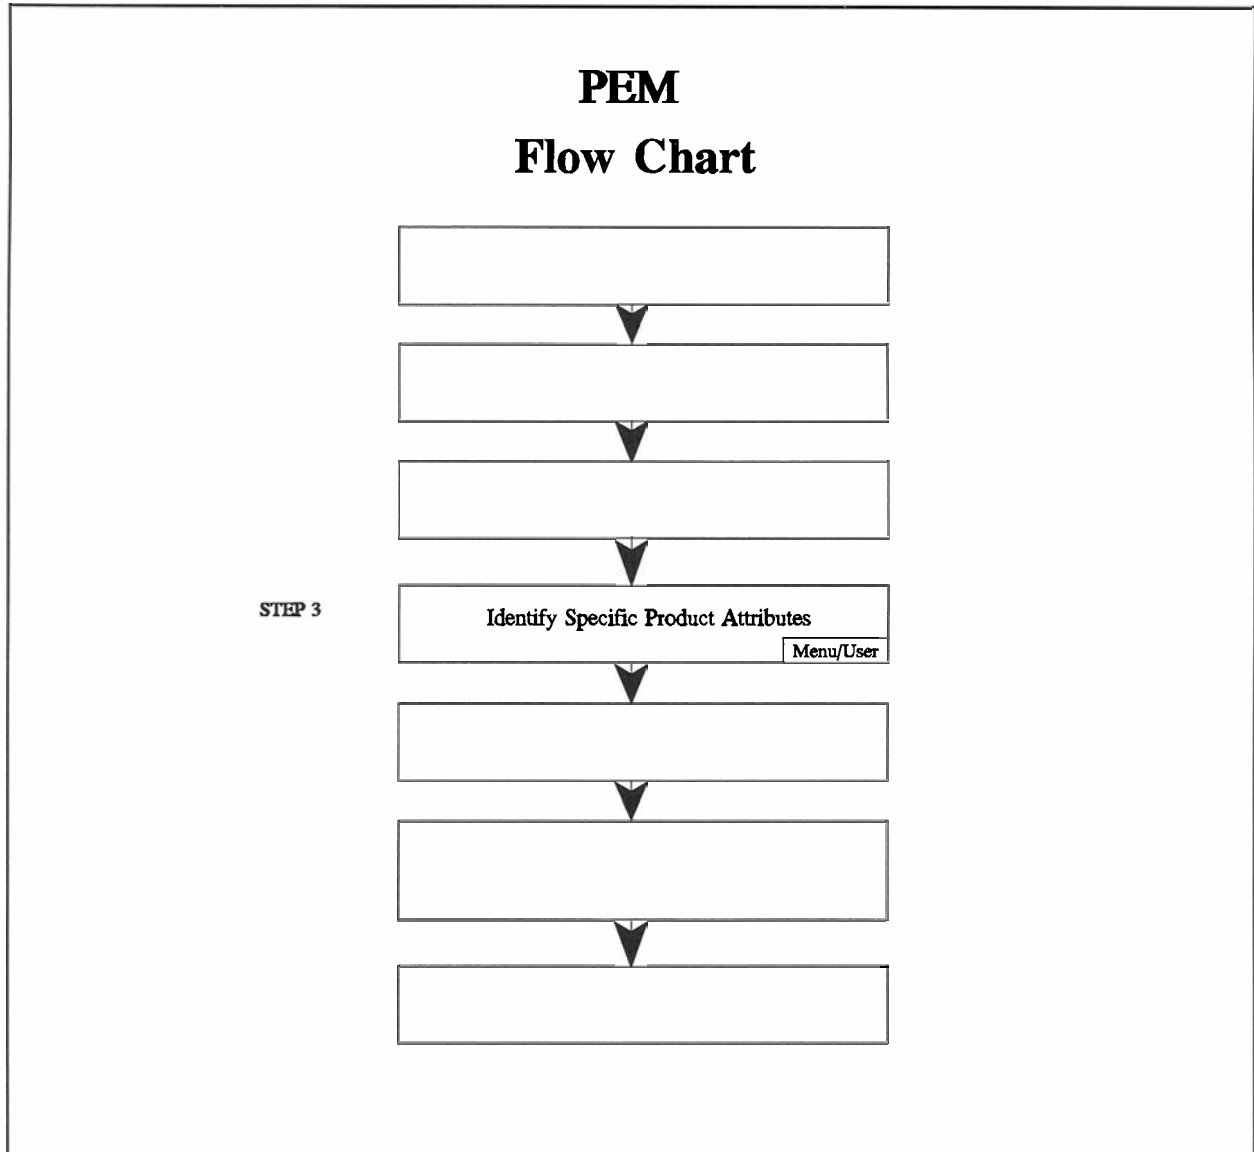 PEM
Flow Chart
STEP 3
Identify Specific Product Attributes
Menu/User